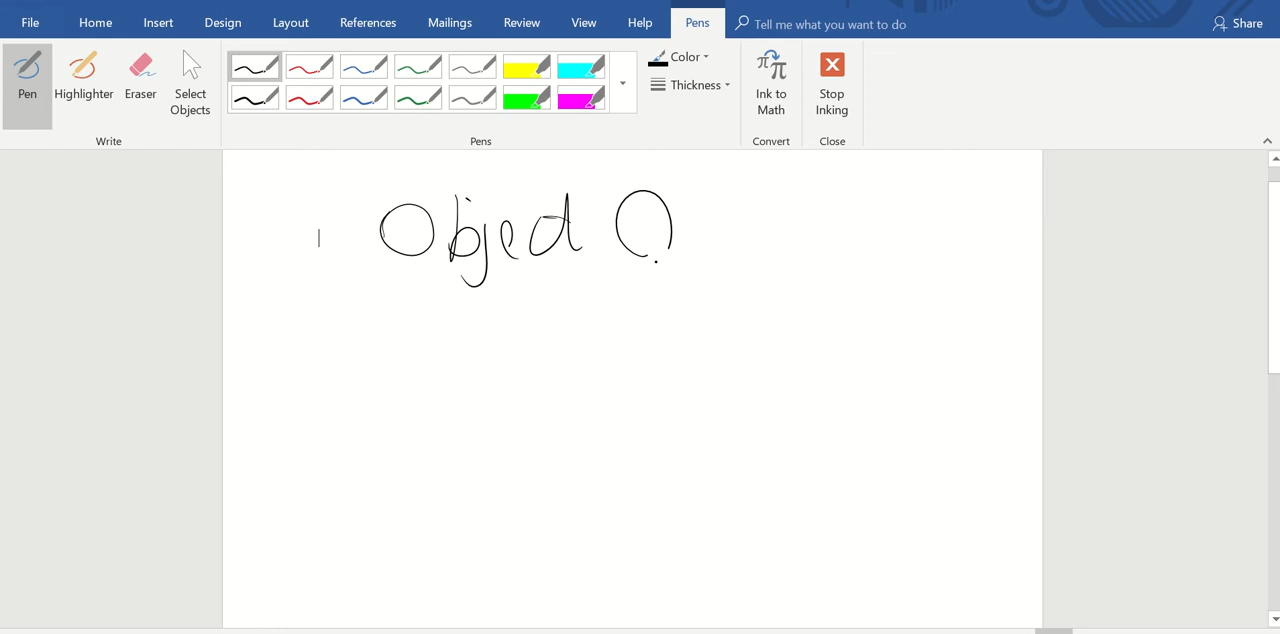 File Home Insert Design Layout References Mailings Review View Help Pens Tell me what you want to do Share
Pen Highlighter Eraser Select Objects Color Thickness Ink to Math Stop Inking
Write Pens Convert Close
Object O